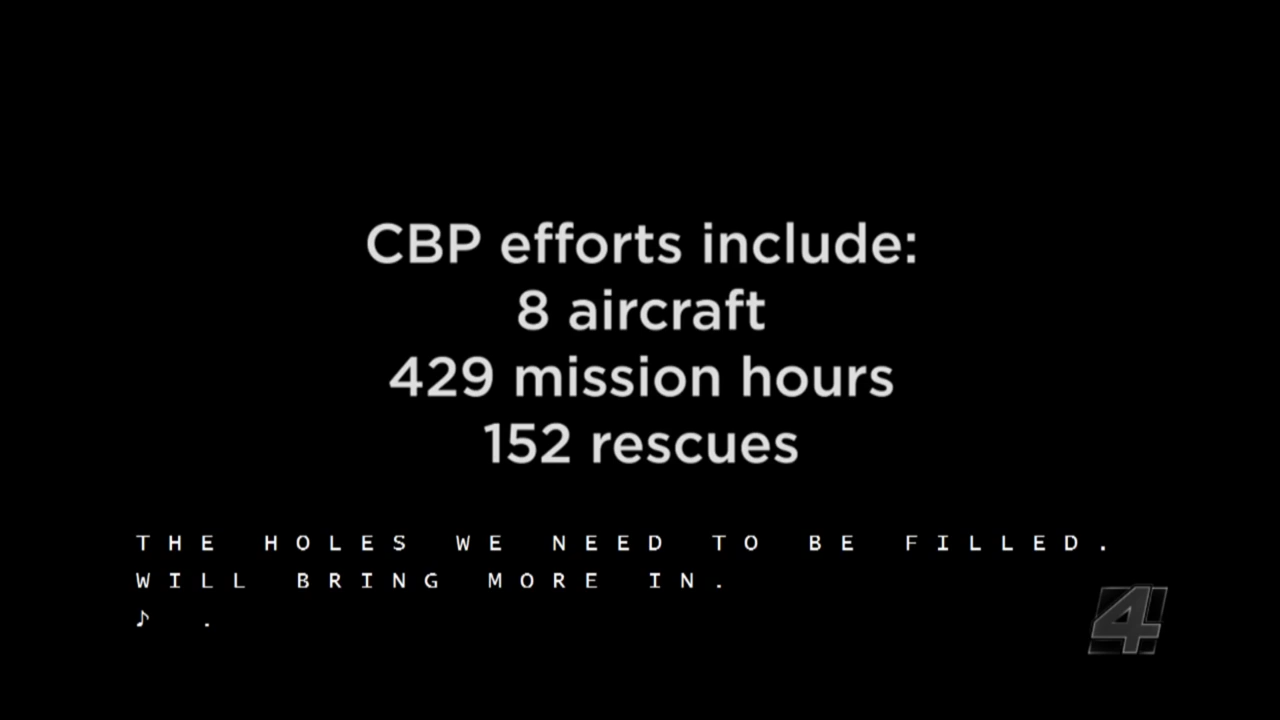 CBP efforts include:
8 aircraft
429 mission hours
152 rescues
THE HOLES WE NEED TO BE FILLED.
WILL BRING MORE IN.
♪ .
4